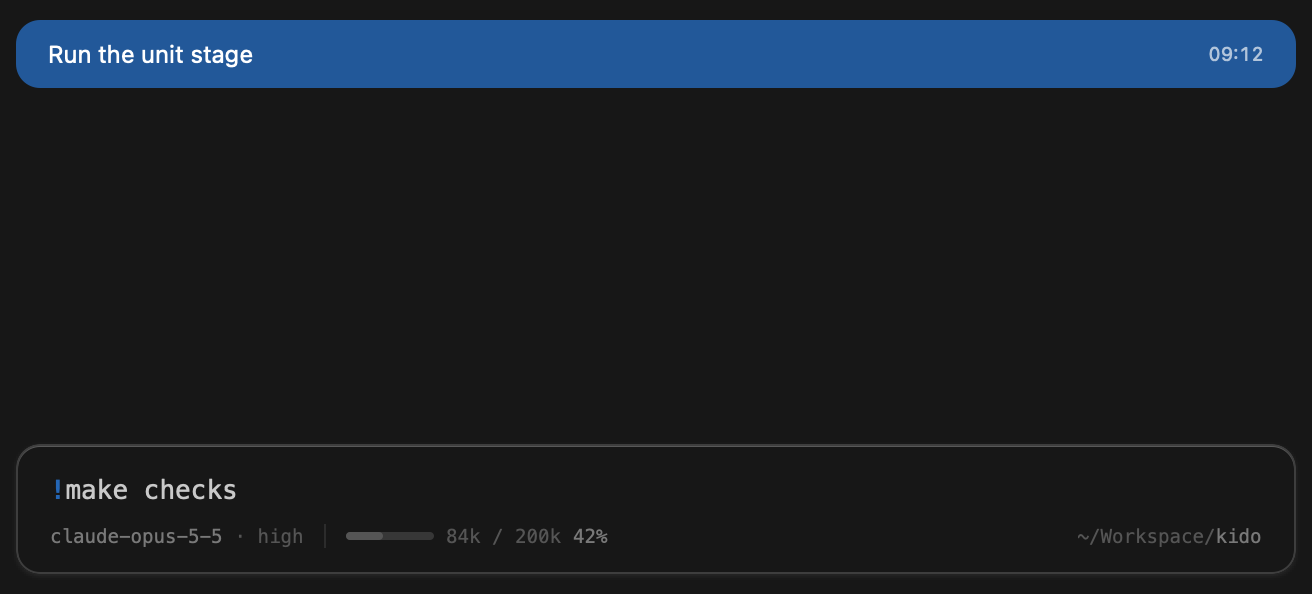 Run the unit stage 09:12
!make checks
claude-opus-5-5 · high 84k / 200k 42% ~/Workspace/kido